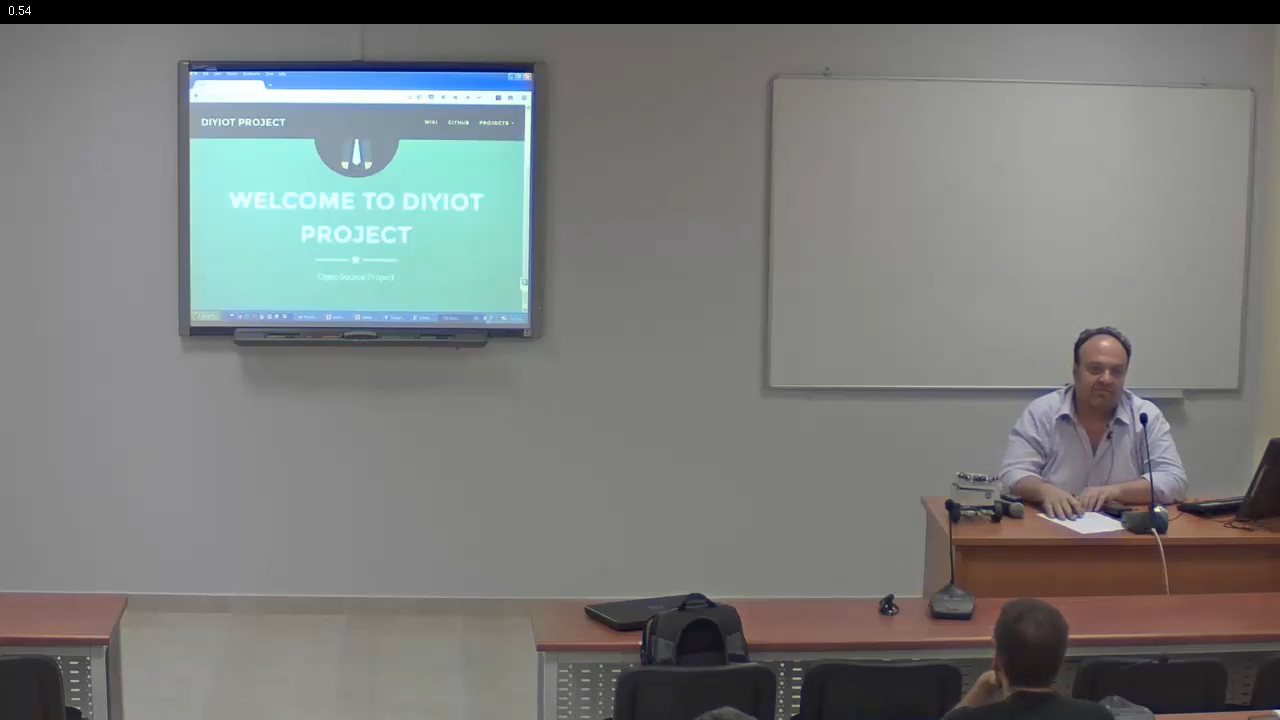 0.54
DIYIOT PROJECT
WIKI GITHUB PROJECTS
WELCOME TO DIYIOT
PROJECT
Open Source Project